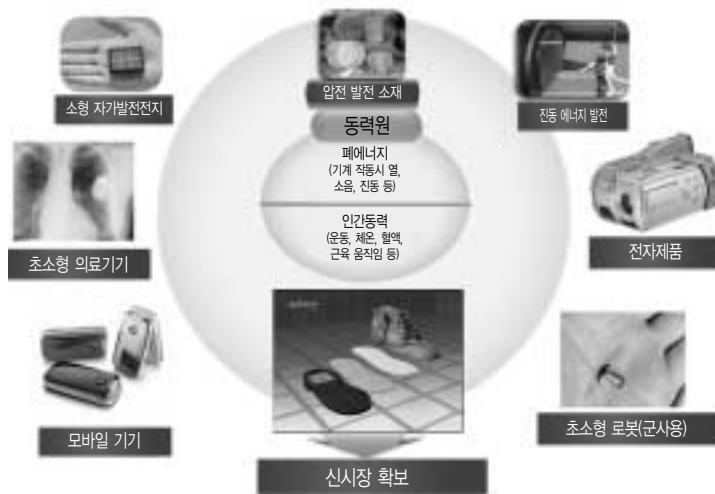 소형 자가발전전지
압전 발전 소재
진동 에너지 발전
동력원
폐에너지
(기계 작동시 열,
소음, 진동 등)
인간동력
(운동, 체온, 혈액,
근육 움직임 등)
초소형 의료기기
전자제품
모바일 기기
초소형 로봇(군사용)
신시장 확보